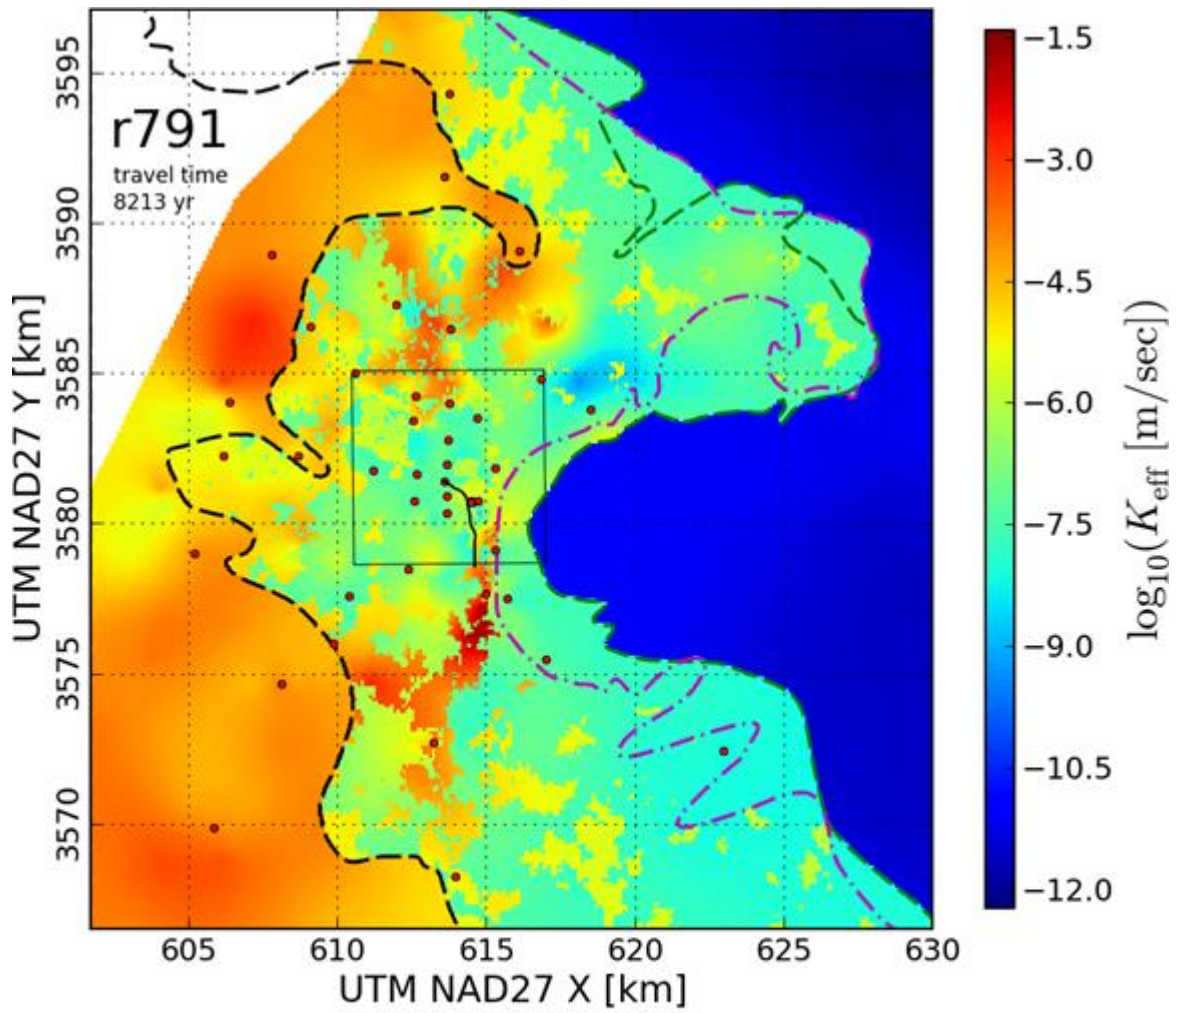 r791
travel time
8213 yr
3595
3590
3585
3580
3575
3570
UTM NAD27 Y [km]
605 610 615 620 625 630
UTM NAD27 X [km]
−1.5
−3.0
−4.5
−6.0
−7.5
−9.0
−10.5
−12.0
log10(Keff [m/sec])